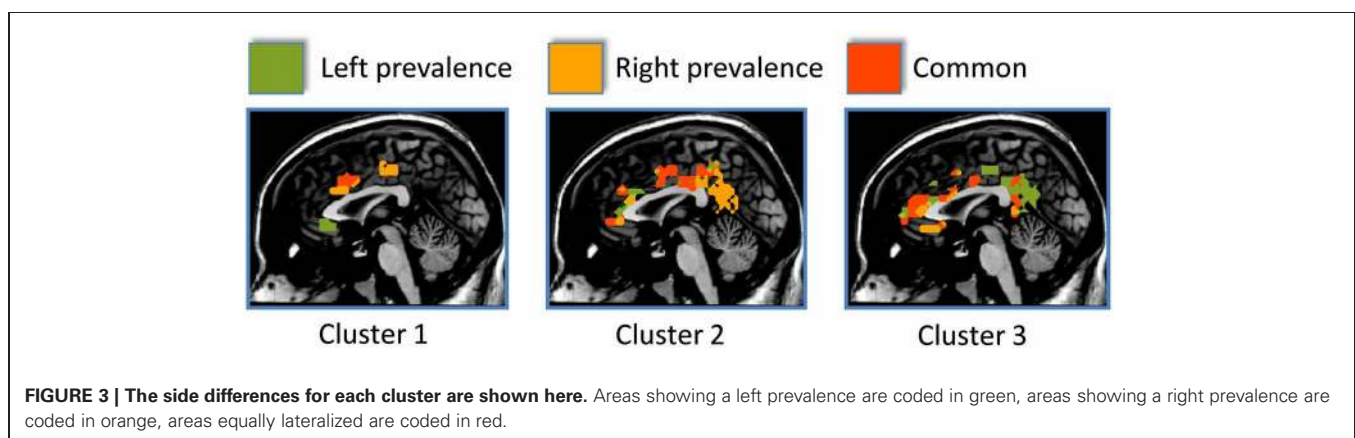 Left prevalence Right prevalence Common
Cluster 1 Cluster 2 Cluster 3
FIGURE 3 | The side differences for each cluster are shown here. Areas showing a left prevalence are coded in green, areas showing a right prevalence are
coded in orange, areas equally lateralized are coded in red.